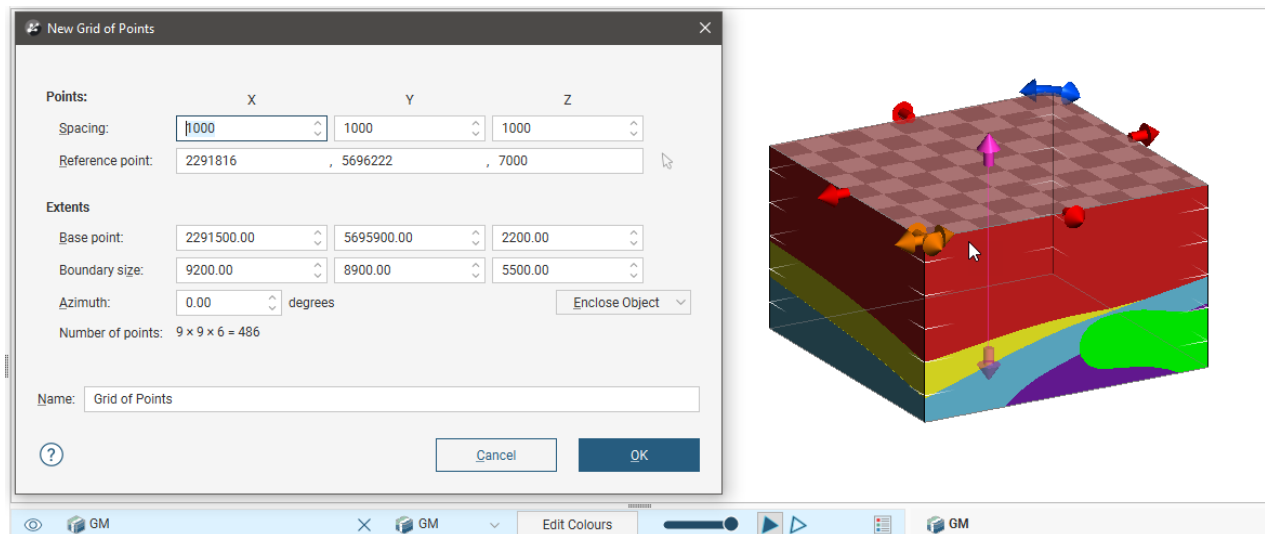 New Grid of Points
Points: X Y Z
Spacing: 1000 1000 1000
Reference point: 2291816 , 5696222 , 7000
Extents
Base point: 2291500.00 5695900.00 2200.00
Boundary size: 9200.00 8900.00 5500.00
Azimuth: 0.00 degrees Enclose Object
Number of points: 9 × 9 × 6 = 486
Name: Grid of Points
? Cancel OK
GM GM Edit Colours GM